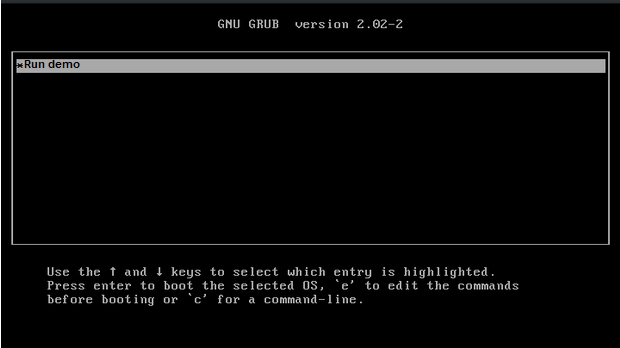 GNU GRUB  version 2.02-2
*Run demo
Use the ↑ and ↓ keys to select which entry is highlighted.
Press enter to boot the selected OS, `e' to edit the commands
before booting or `c' for a command-line.